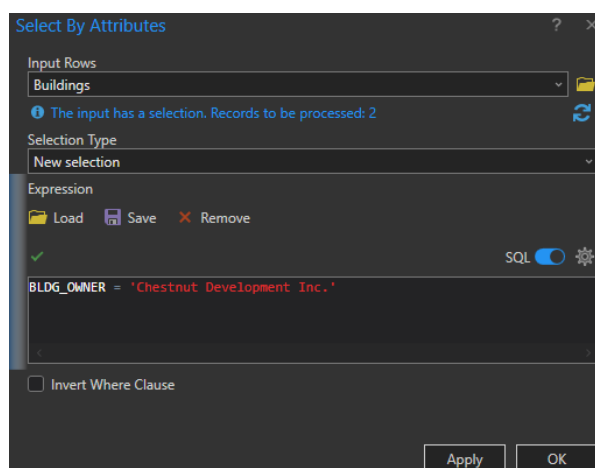 Select By Attributes ? ×
Input Rows
Buildings
The input has a selection. Records to be processed: 2
Selection Type
New selection
Expression
Load Save Remove
SQL
BLDG_OWNER = 'Chestnut Development Inc.'
Invert Where Clause
Apply OK